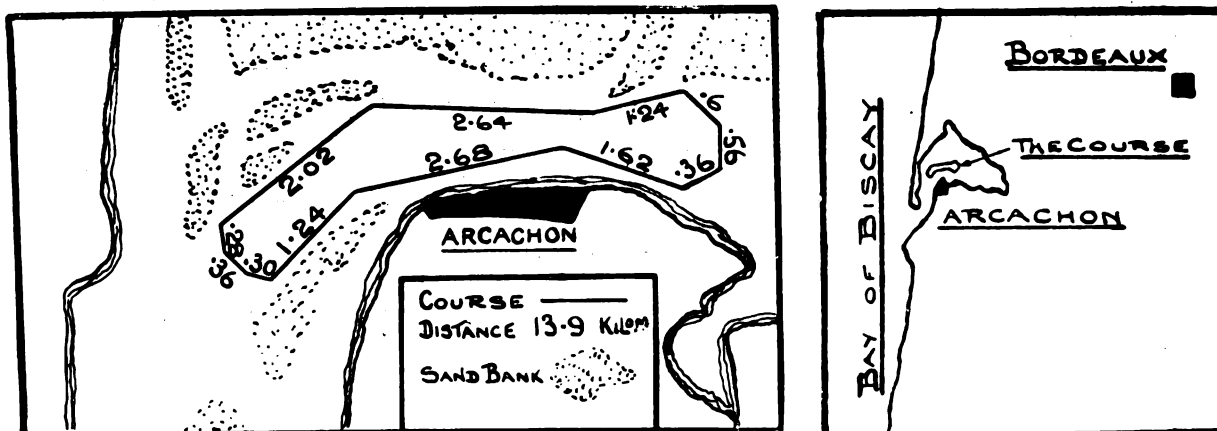 2.64
1.24
.6
.56
.36
1.62
2.68
2.02
1.24
.30
.36
.28
ARCACHON
COURSE
DISTANCE 13.9 KILOM
SAND BANK
BORDEAUX
THE COURSE
ARCACHON
BAY OF BISCAY